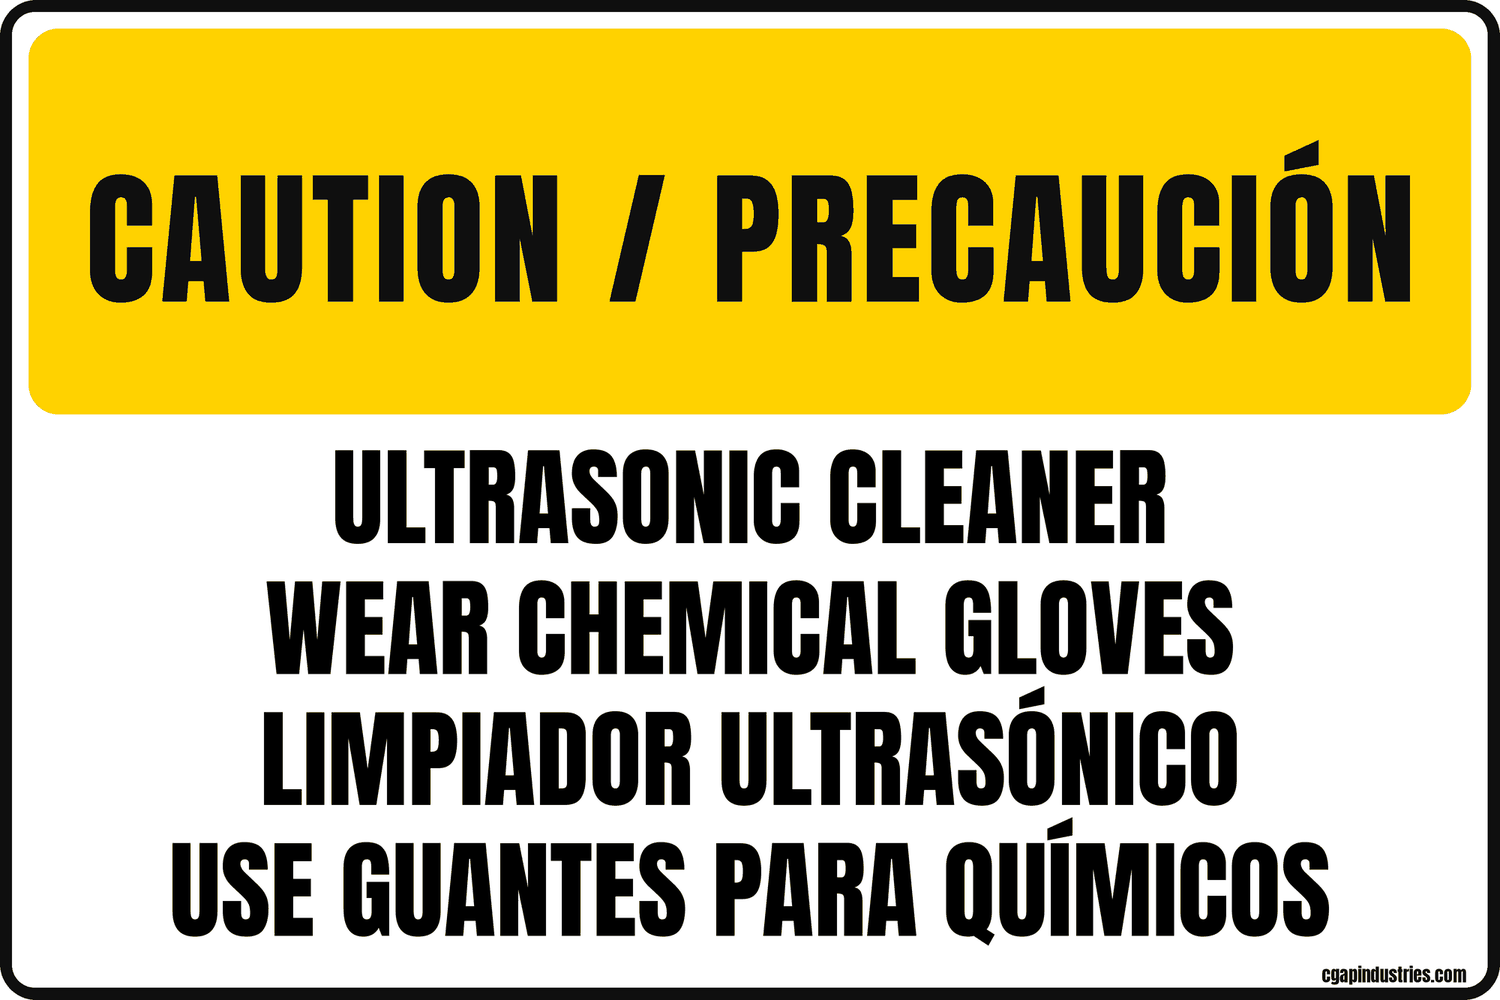 CAUTION / PRECAUCIÓN
ULTRASONIC CLEANER
WEAR CHEMICAL GLOVES
LIMPIADOR ULTRASÓNICO
USE GUANTES PARA QUÍMICOS
cgapindustries.com